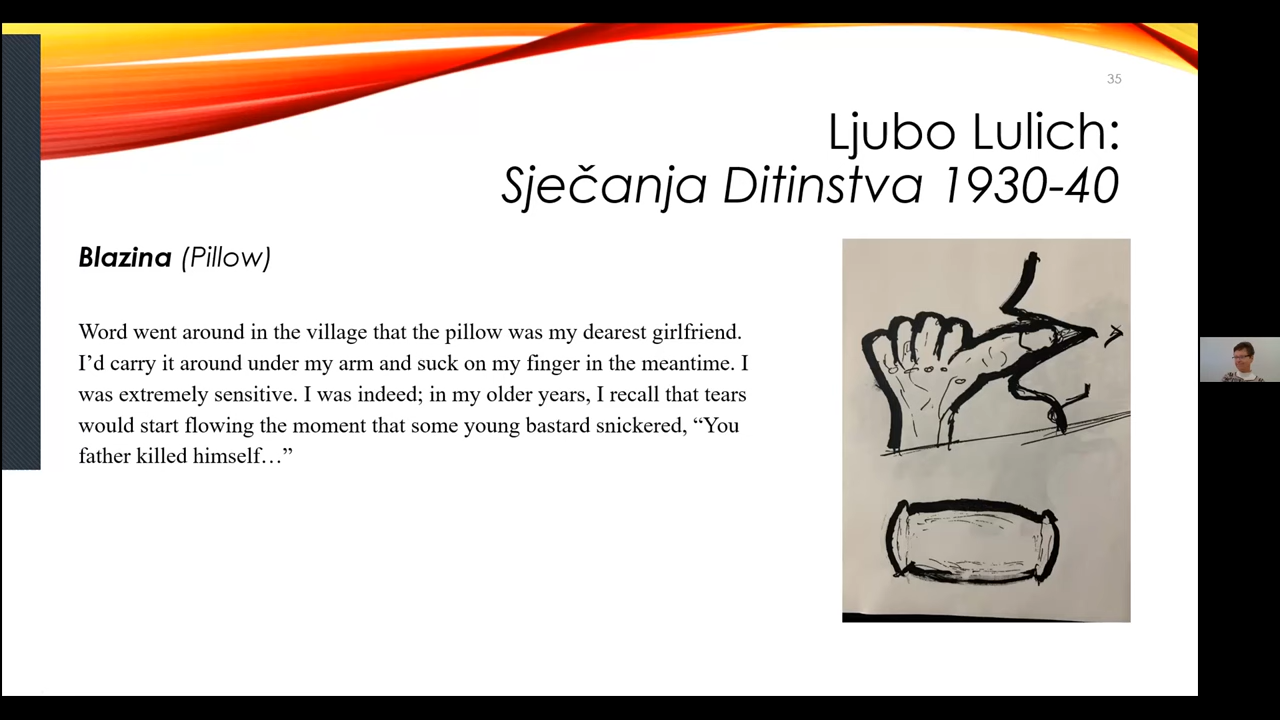 35
Ljubo Lulich:
Sječanja Ditinstva 1930-40
Blazina (Pillow)
Word went around in the village that the pillow was my dearest girlfriend.
I’d carry it around under my arm and suck on my finger in the meantime. I
was extremely sensitive. I was indeed; in my older years, I recall that tears
would start flowing the moment that some young bastard snickered, “You
father killed himself…”